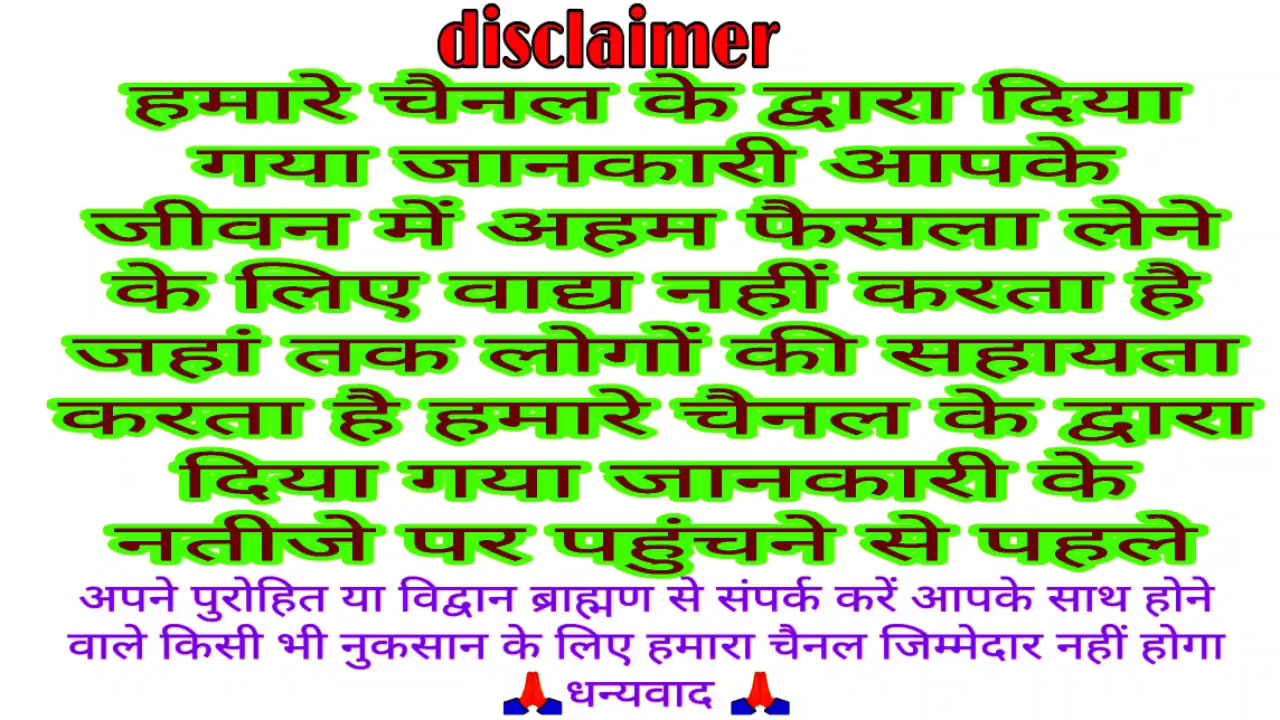 disclaimer
हमारे चैनल के द्वारा दिया
गया जानकारी आपके
जीवन में अहम फैसला लेने
के लिए वाद्य नहीं करता है
जहां तक लोगों की सहायता
करता है हमारे चैनल के द्वारा
दिया गया जानकारी के
नतीजे पर पहुंचने से पहले
अपने पुरोहित या विद्वान ब्राह्मण से संपर्क करें आपके साथ होने
वाले किसी भी नुकसान के लिए हमारा चैनल जिम्मेदार नहीं होगा
🙏धन्यवाद 🙏